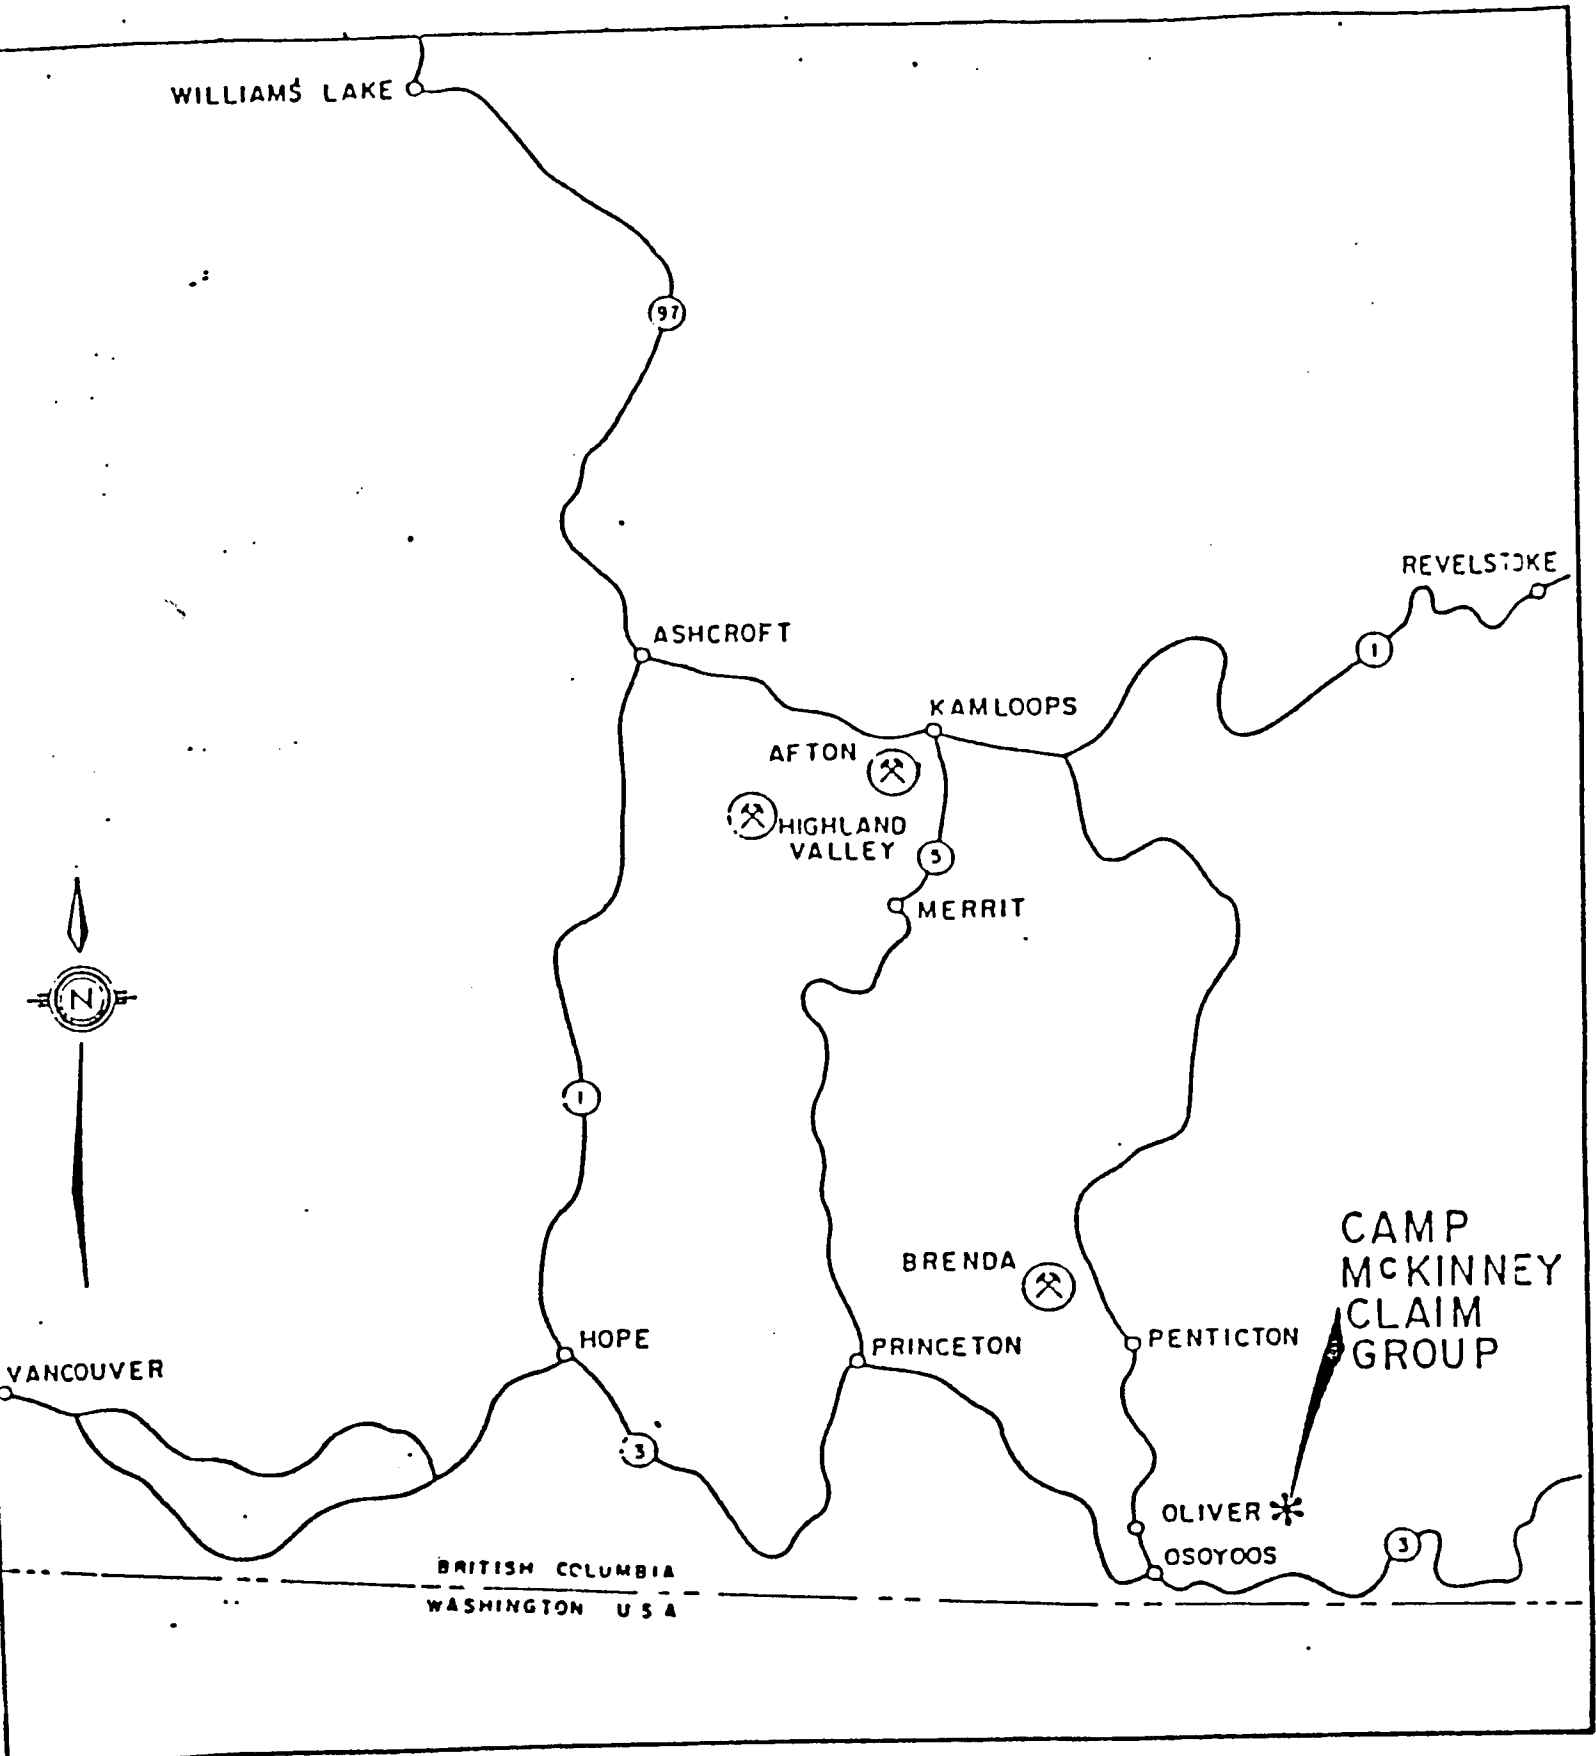 WILLIAMS LAKE
97
REVELSTOKE
ASHCROFT
1
KAMLOOPS
AFTON
HIGHLAND
VALLEY
5
MERRIT
N
1
CAMP
McKINNEY
CLAIM
GROUP
BRENDA
HOPE
PRINCETON
PENTICTON
VANCOUVER
3
OLIVER
3
OSOYOOS
BRITISH COLUMBIA
WASHINGTON U S A